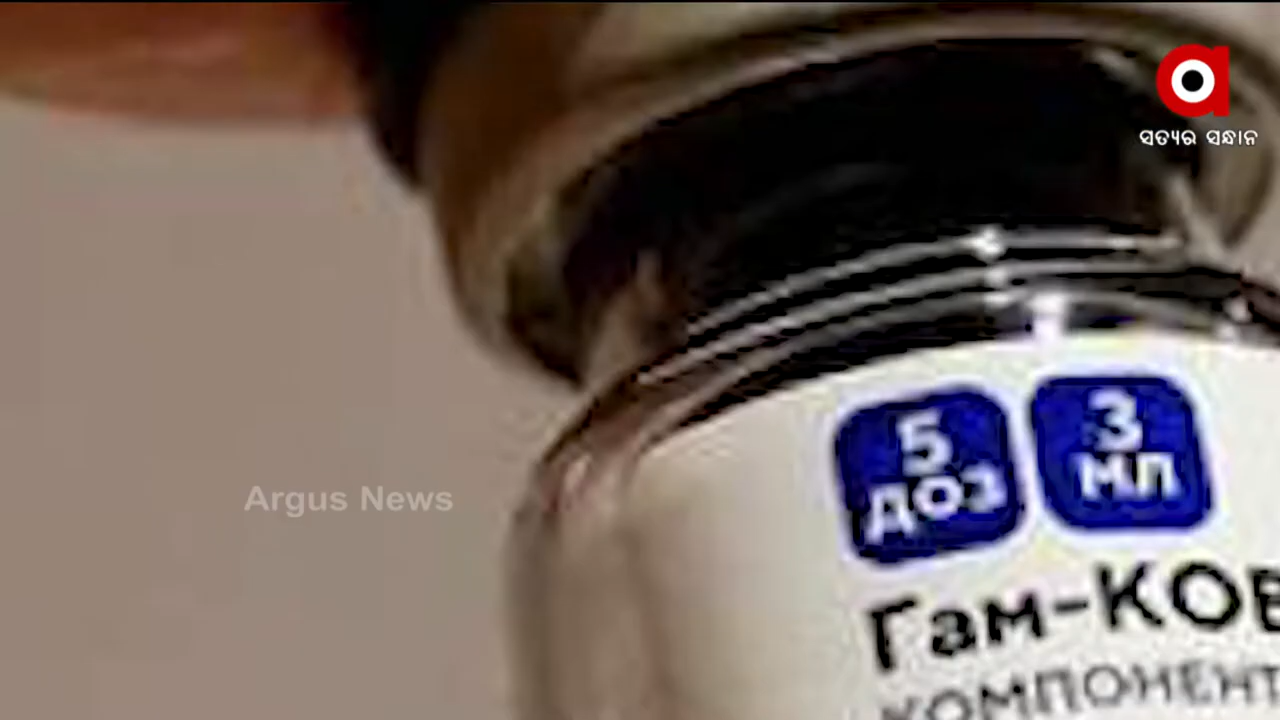 ସତ୍ୟର ସନ୍ଧାନ
Argus News
5
ДОЗ
3
МЛ
Гам-КОВ
КОМПОНЕНТ